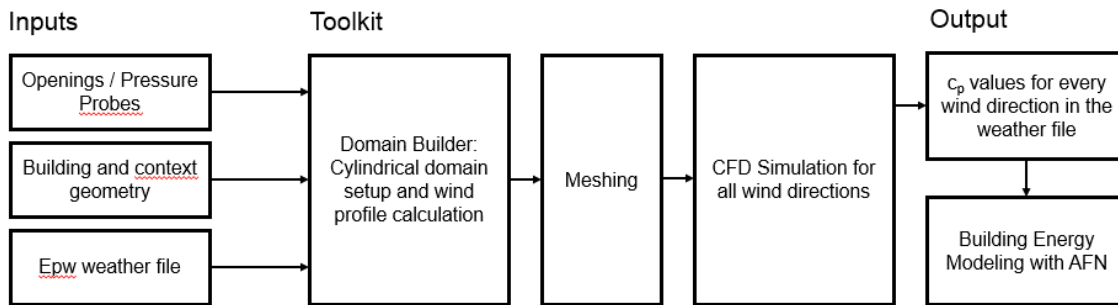 Inputs
Toolkit
Output
Openings / Pressure
Probes
Building and context
geometry
Epw weather file
Domain Builder:
Cylindrical domain
setup and wind
profile calculation
Meshing
CFD Simulation for
all wind directions
cp values for every
wind direction in the
weather file
Building Energy
Modeling with AFN